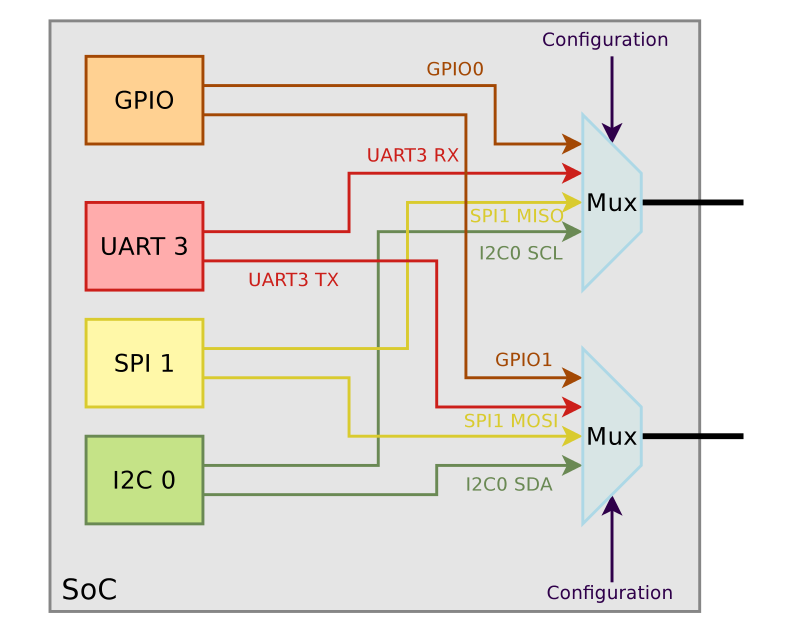 Configuration
GPIO0
GPIO
UART3 RX
Mux
SPI1 MISO
UART 3
I2C0 SCL
UART3 TX
GPIO1
SPI 1
SPI1 MOSI
Mux
I2C 0
I2C0 SDA
SoC
Configuration